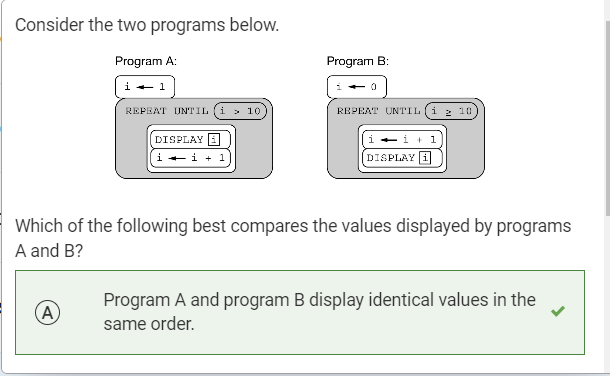 Consider the two programs below.
Program A:
i ← 1
REPEAT UNTIL i > 10
DISPLAY i
i ← i + 1
Program B:
i ← 0
REPEAT UNTIL i ≥ 10
i ← i + 1
DISPLAY i
Which of the following best compares the values displayed by programs
A and B?
A
Program A and program B display identical values in the
same order.